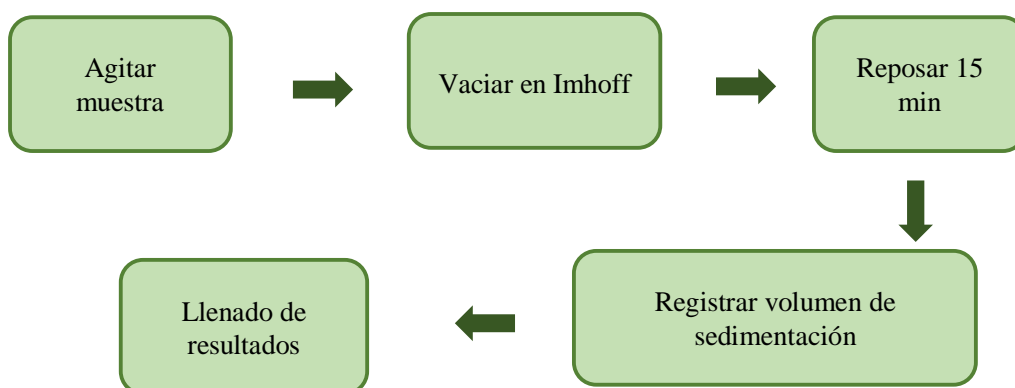 Agitar
muestra
Vaciar en Imhoff
Reposar 15
min
Registrar volumen de
sedimentación
Llenado de
resultados